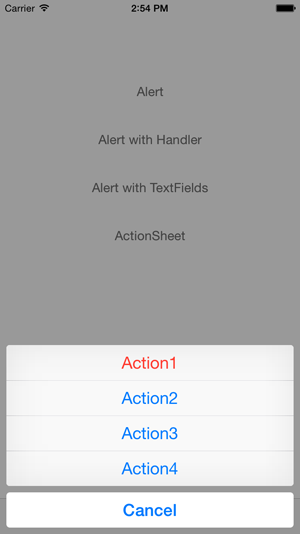 Carrier 2:54 PM
Alert
Alert with Handler
Alert with TextFields
ActionSheet
Action1
Action2
Action3
Action4
Cancel